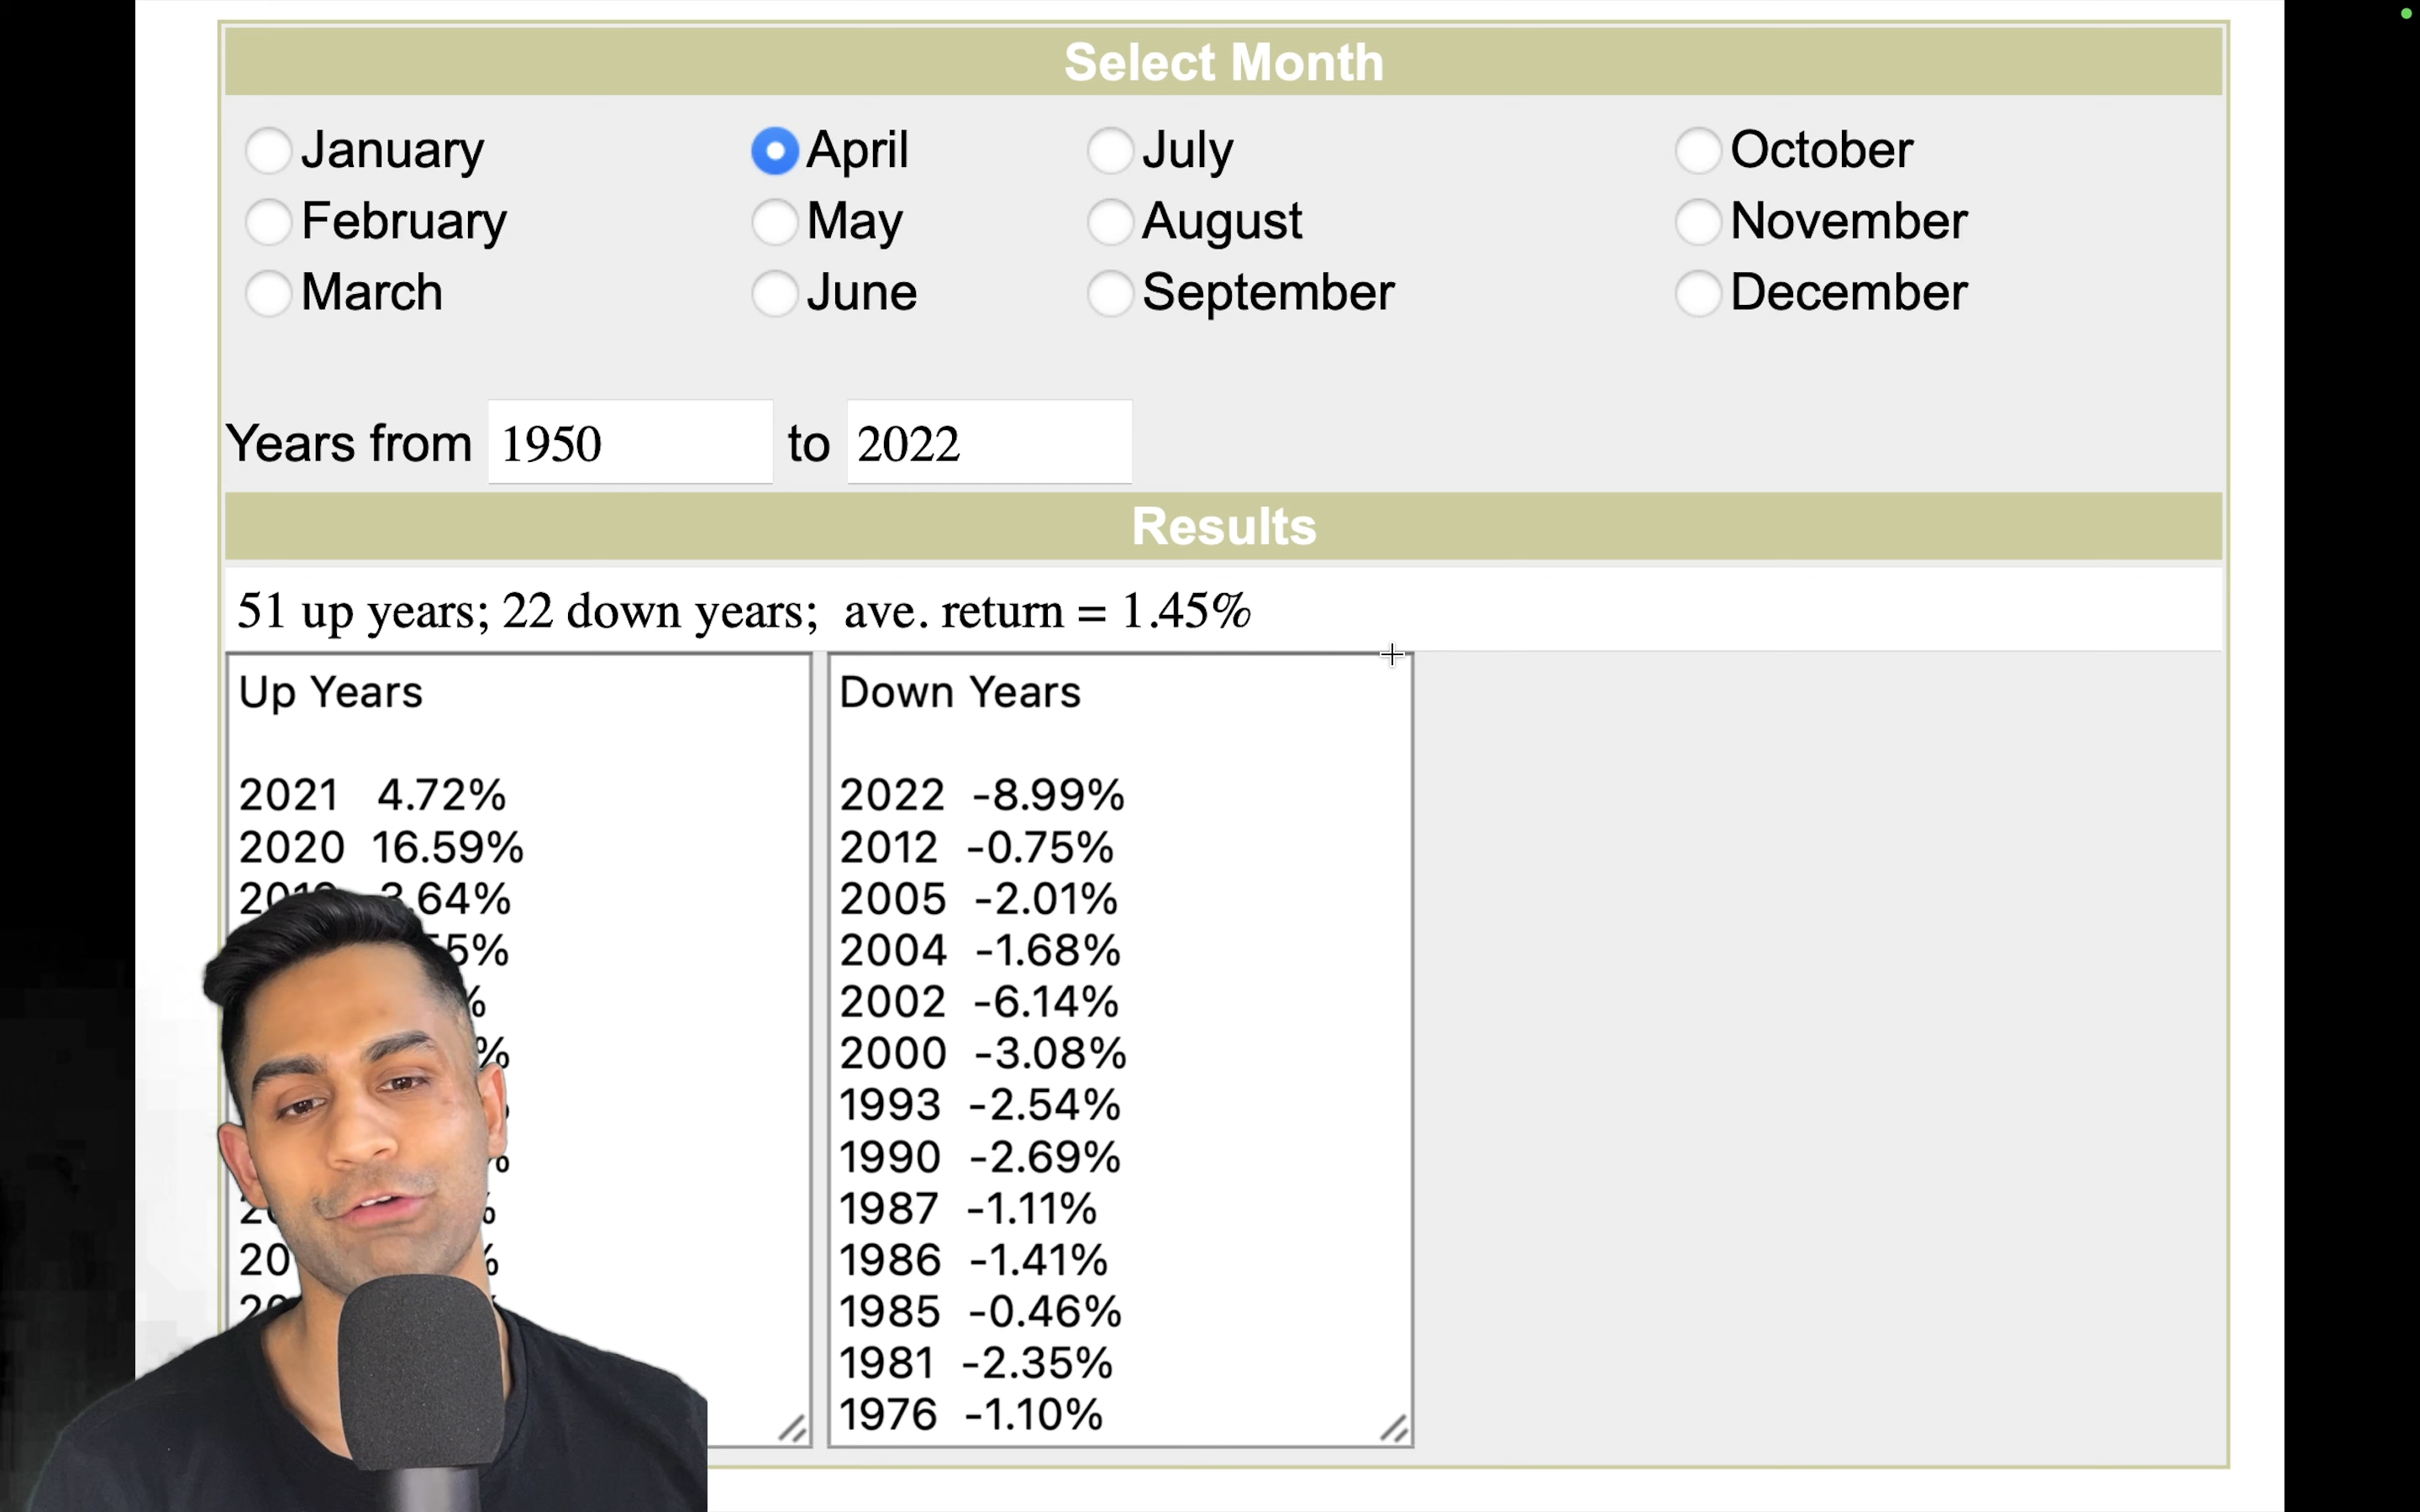 Select Month
January April July October
February May August November
March June September December
Years from 1950 to 2022
Results
51 up years; 22 down years; ave. return = 1.45%
Up Years
2021 4.72%
2020 16.59%
Down Years
2022 -8.99%
2012 -0.75%
2005 -2.01%
2004 -1.68%
2002 -6.14%
2000 -3.08%
1993 -2.54%
1990 -2.69%
1987 -1.11%
1986 -1.41%
1985 -0.46%
1981 -2.35%
1976 -1.10%